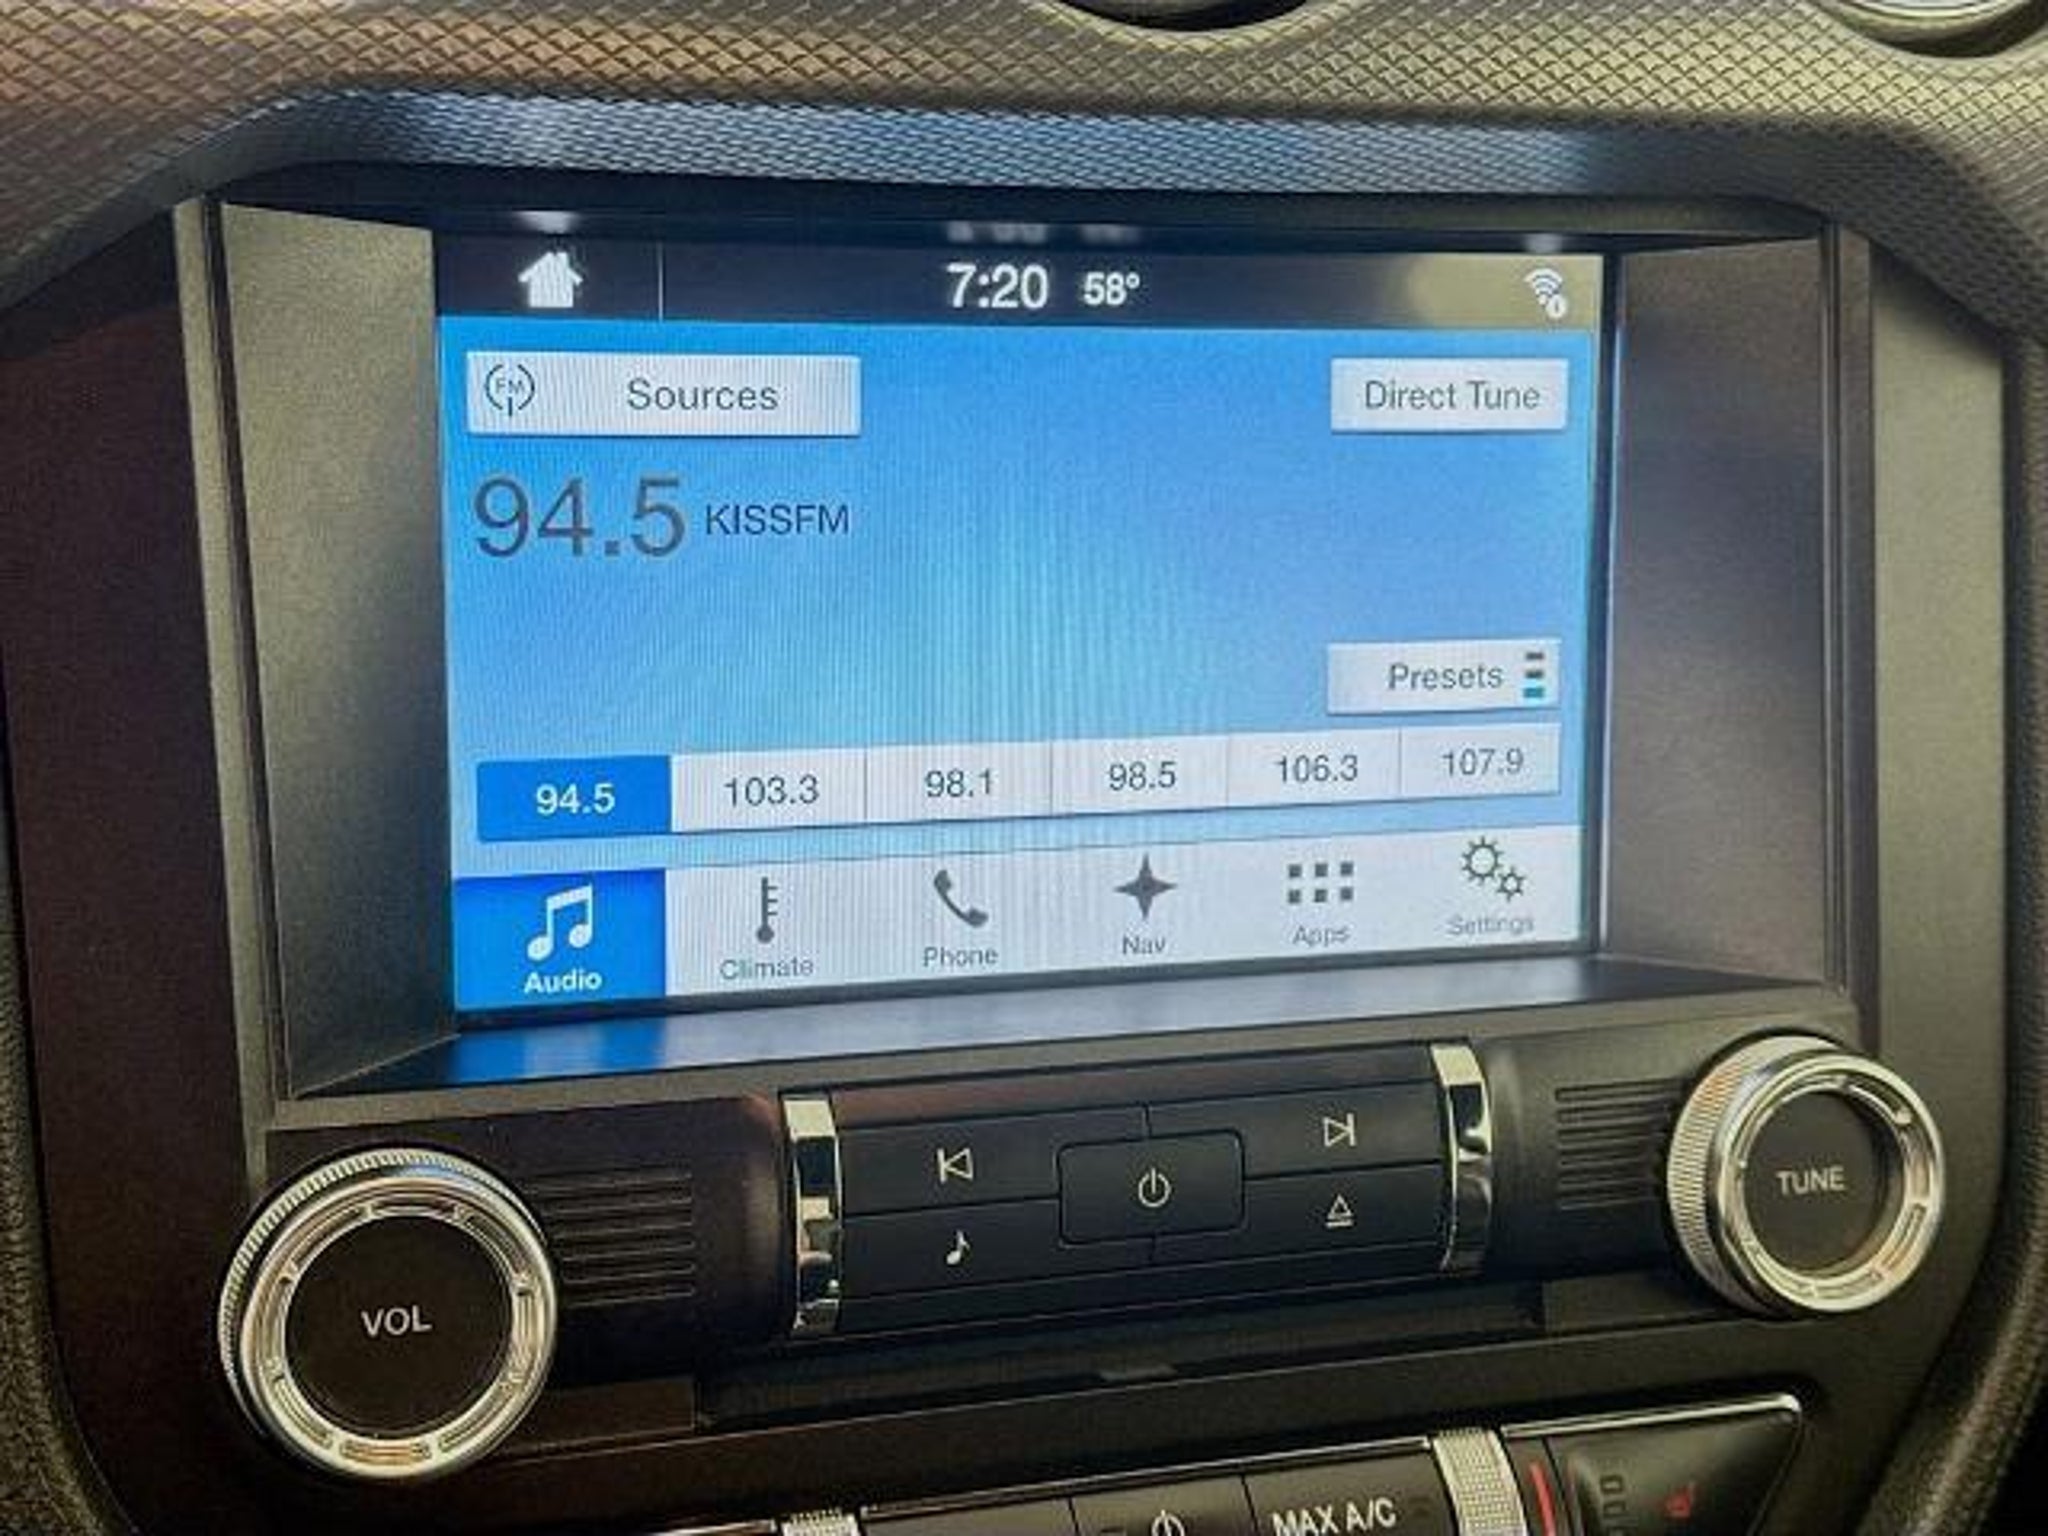 7:20 58°
FM Sources
Direct Tune
94.5 KISSFM
Presets
94.5 103.3 98.1 98.5 106.3 107.9
Audio Climate Phone Nav Apps Settings
VOL
TUNE
MAX A/C